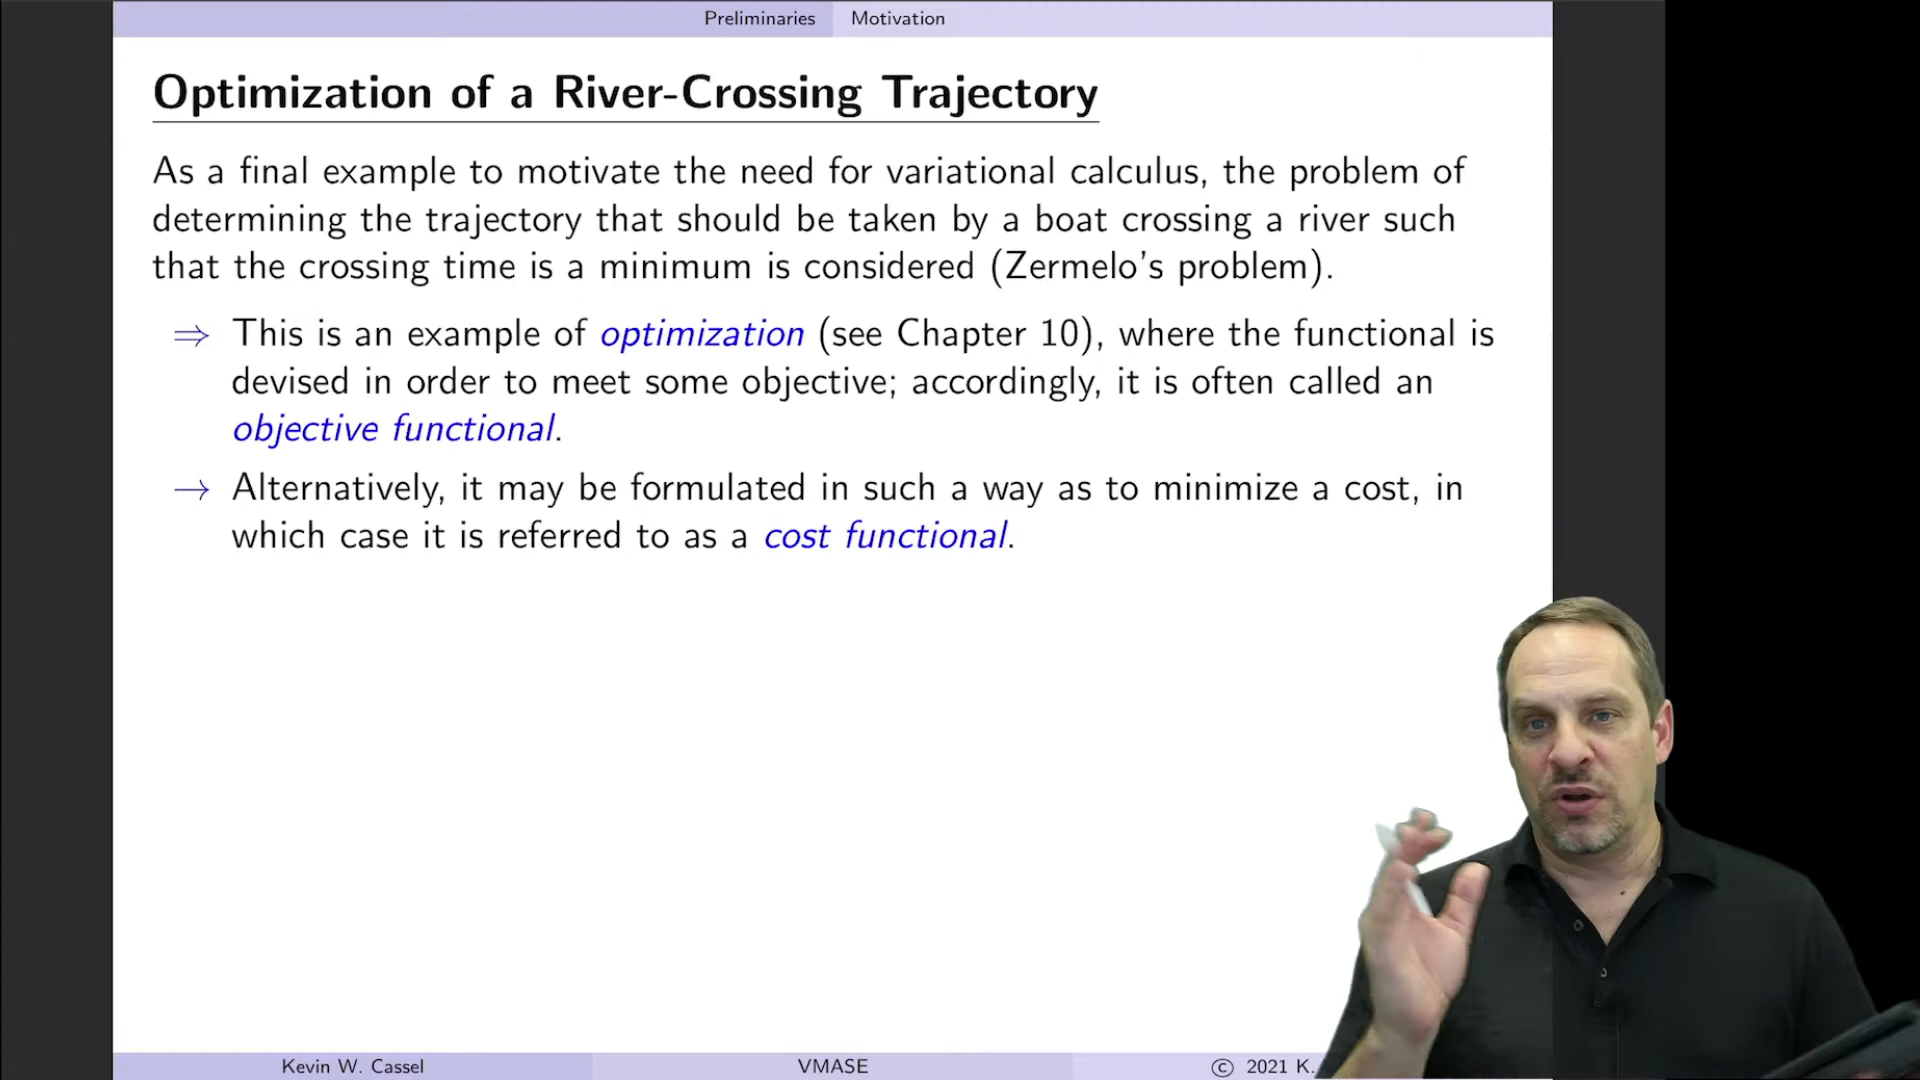 Preliminaries Motivation
Optimization of a River-Crossing Trajectory
As a final example to motivate the need for variational calculus, the problem of
determining the trajectory that should be taken by a boat crossing a river such
that the crossing time is a minimum is considered (Zermelo's problem).
⇒ This is an example of optimization (see Chapter 10), where the functional is
devised in order to meet some objective; accordingly, it is often called an
objective functional.
→ Alternatively, it may be formulated in such a way as to minimize a cost, in
which case it is referred to as a cost functional.
Kevin W. Cassel VMASE © 2021 K.